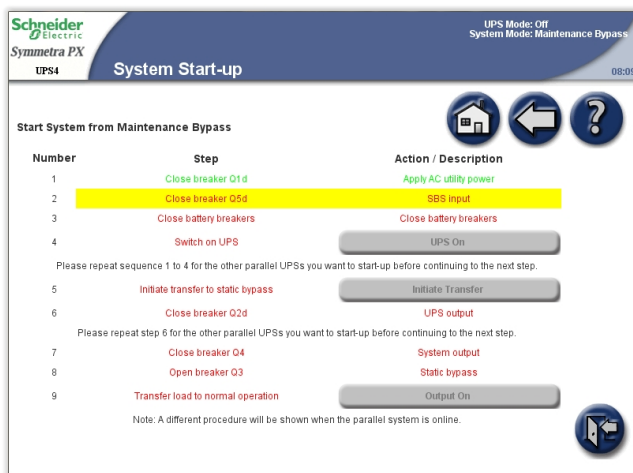 Schneider
Electric
UPS Mode: Off
System Mode: Maintenance Bypass
Symmetra PX
UPS4
System Start-up
08:09
Start System from Maintenance Bypass
?
Number Step Action / Description
1 Close breaker Q1d Apply AC utility power
2 Close breaker Q5d SBS input
3 Close battery breakers Close battery breakers
4 Switch on UPS UPS On
Please repeat sequence 1 to 4 for the other parallel UPSs you want to start-up before continuing to the next step.
5 Initiate transfer to static bypass Initiate Transfer
6 Close breaker Q2d UPS output
Please repeat step 6 for the other parallel UPSs you want to start-up before continuing to the next step.
7 Close breaker Q4 System output
8 Open breaker Q3 Static bypass
9 Transfer load to normal operation Output On
Note: A different procedure will be shown when the parallel system is online.